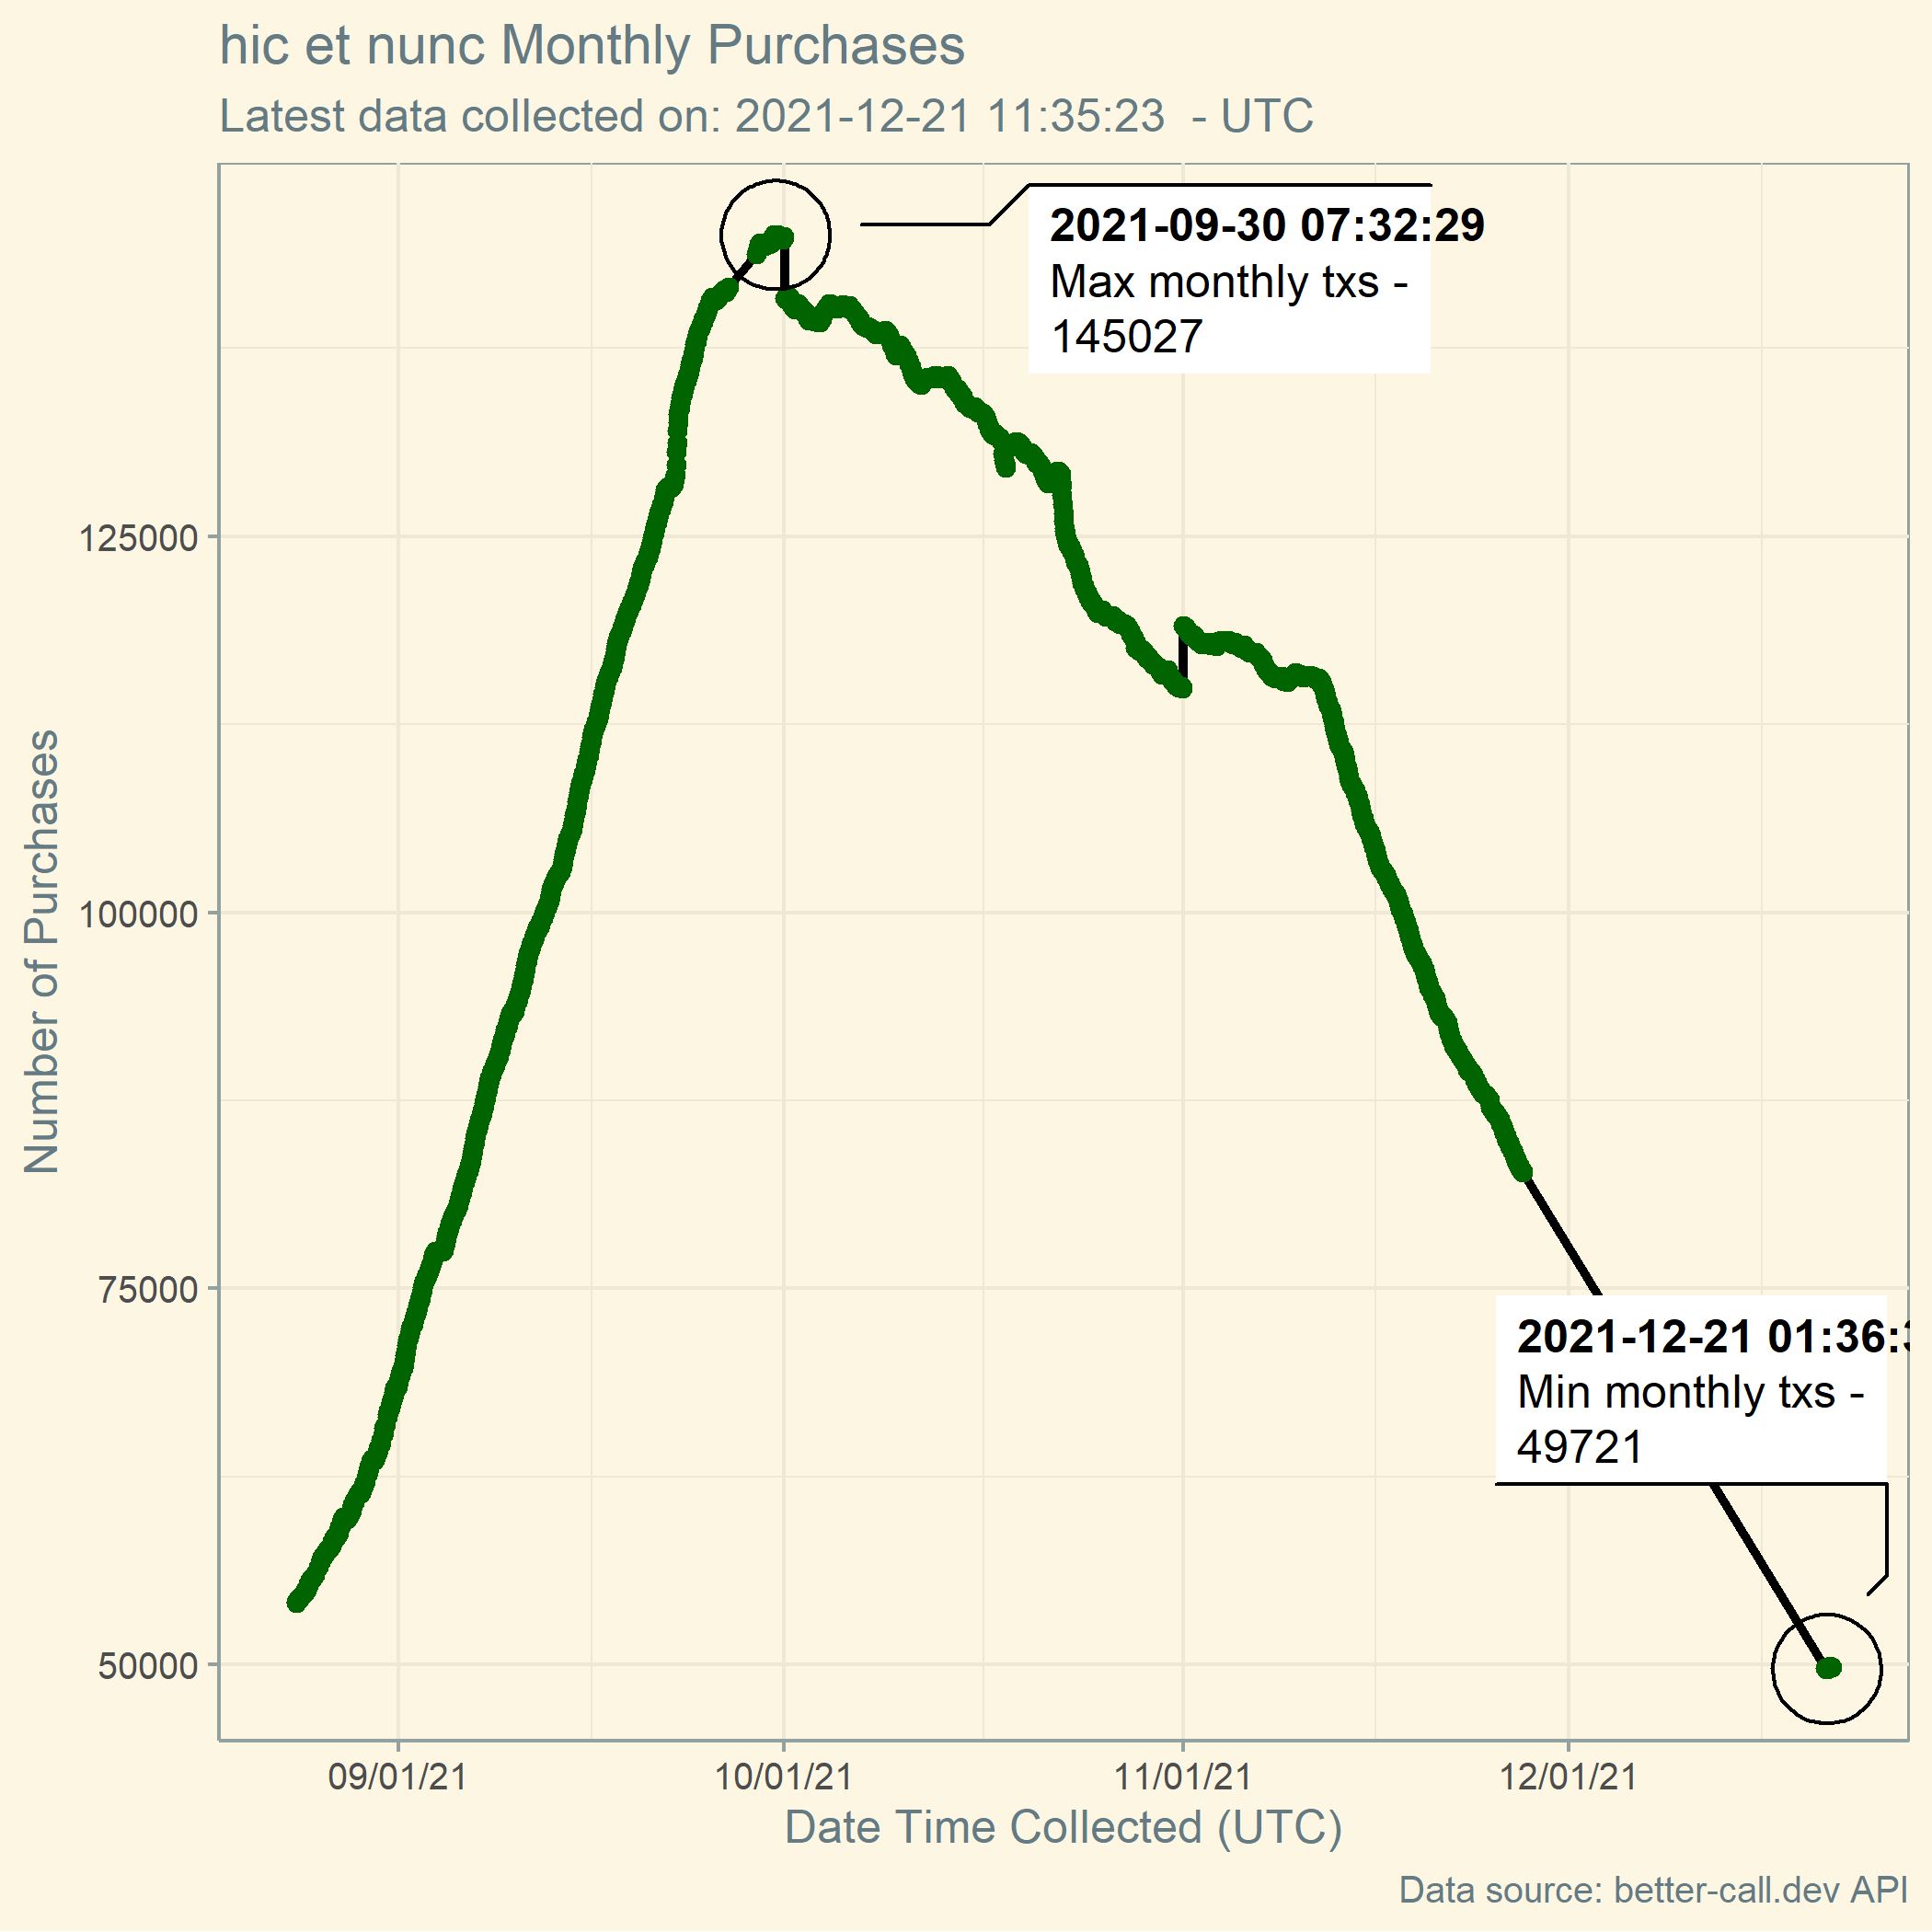 hic et nunc Monthly Purchases
Latest data collected on: 2021-12-21 11:35:23 - UTC
2021-09-30 07:32:29
Max monthly txs -
145027
Number of Purchases
125000
100000
75000
50000
2021-12-21 01:36:
Min monthly txs -
49721
09/01/21
10/01/21
11/01/21
12/01/21
Date Time Collected (UTC)
Data source: better-call.dev API